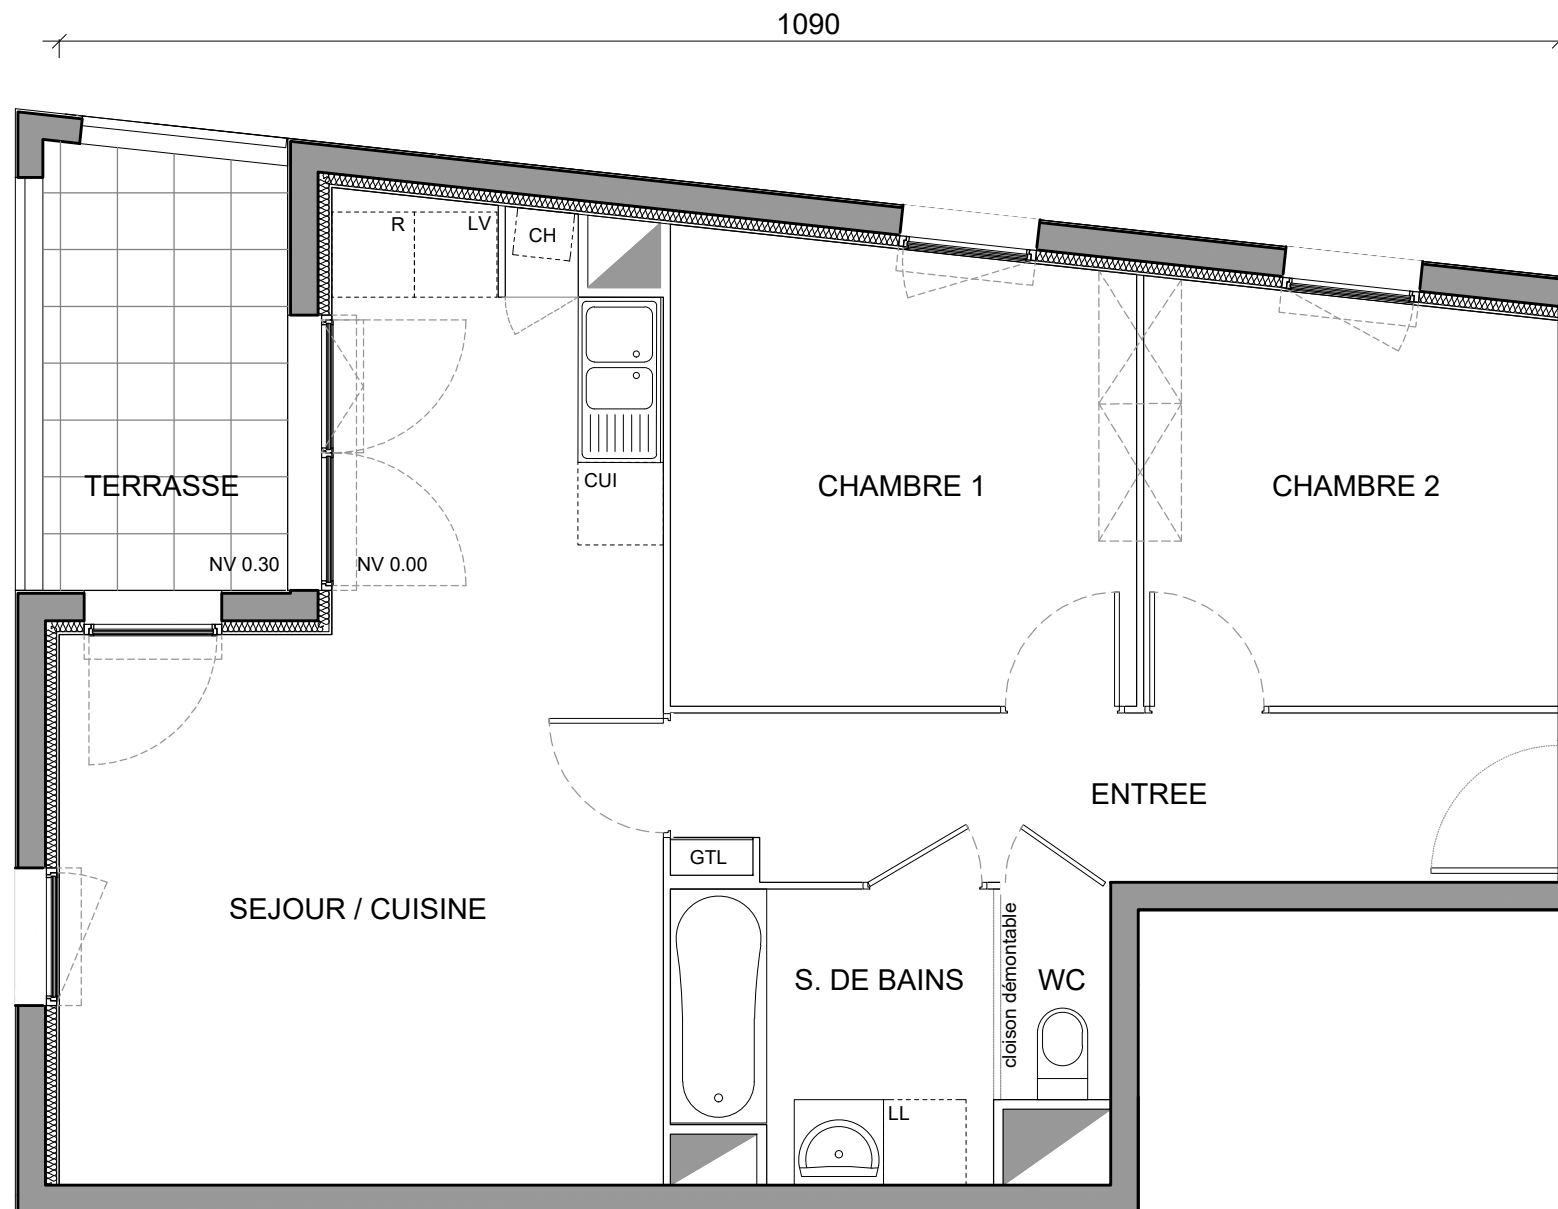 1090
R
LV
CH
CUI
TERRASSE
CHAMBRE 1
CHAMBRE 2
NV 0.30
NV 0.00
ENTREE
GTL
SEJOUR / CUISINE
cloison démontable
S. DE BAINS
WC
LL